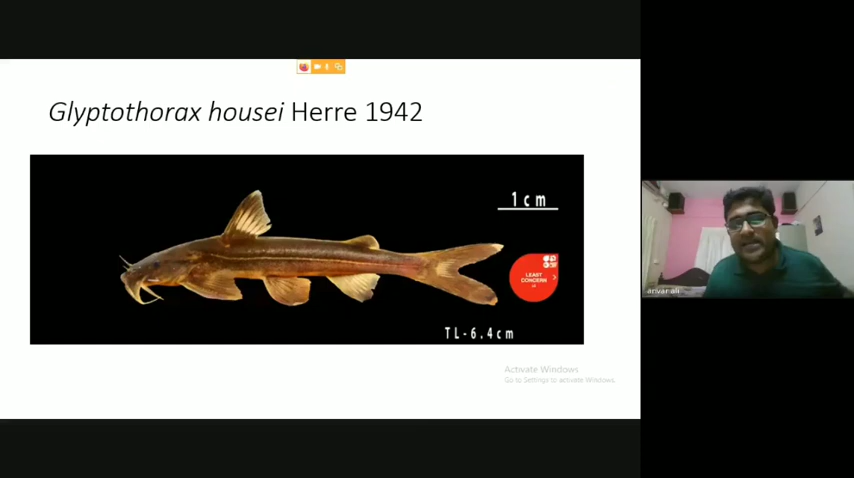 Glyptothorax housei Herre 1942
1cm
LEAST
CONCERN
TL-6.4cm
Activate Windows
Go to Settings to activate Windows.
anvar ali